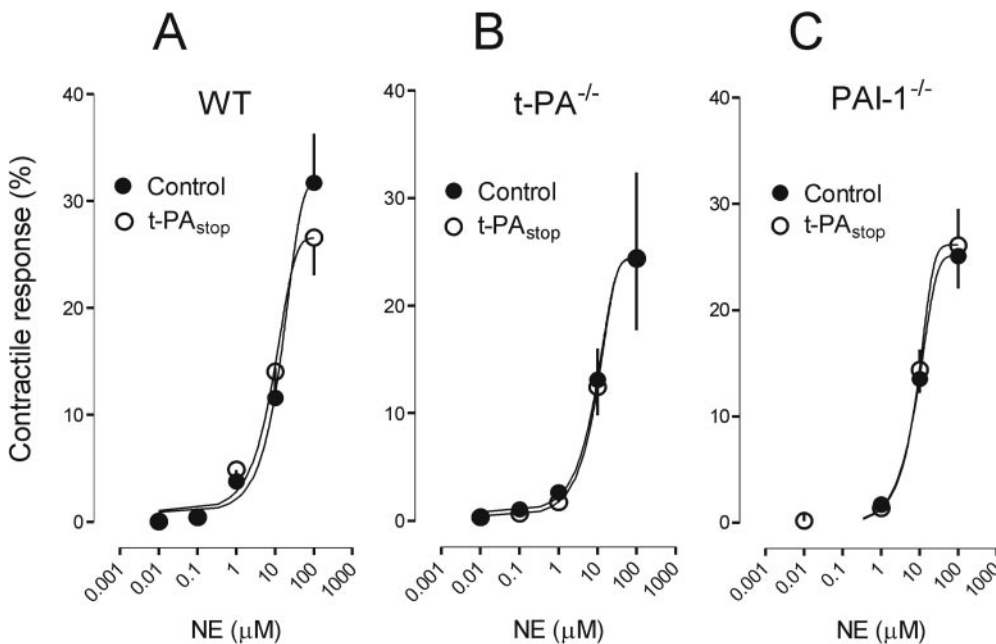 A
WT
Control
t-PAstop
Contractile response (%)
40
30
20
10
0
0.001
0.01
0.1
1
10
100
1000
NE (μM)
B
t-PA-/-
Control
t-PAstop
40
30
20
10
0
0.001
0.01
0.1
1
10
100
1000
NE (μM)
C
PAI-1-/-
Control
t-PAstop
40
30
20
10
0
0.001
0.01
0.1
1
10
100
1000
NE (μM)